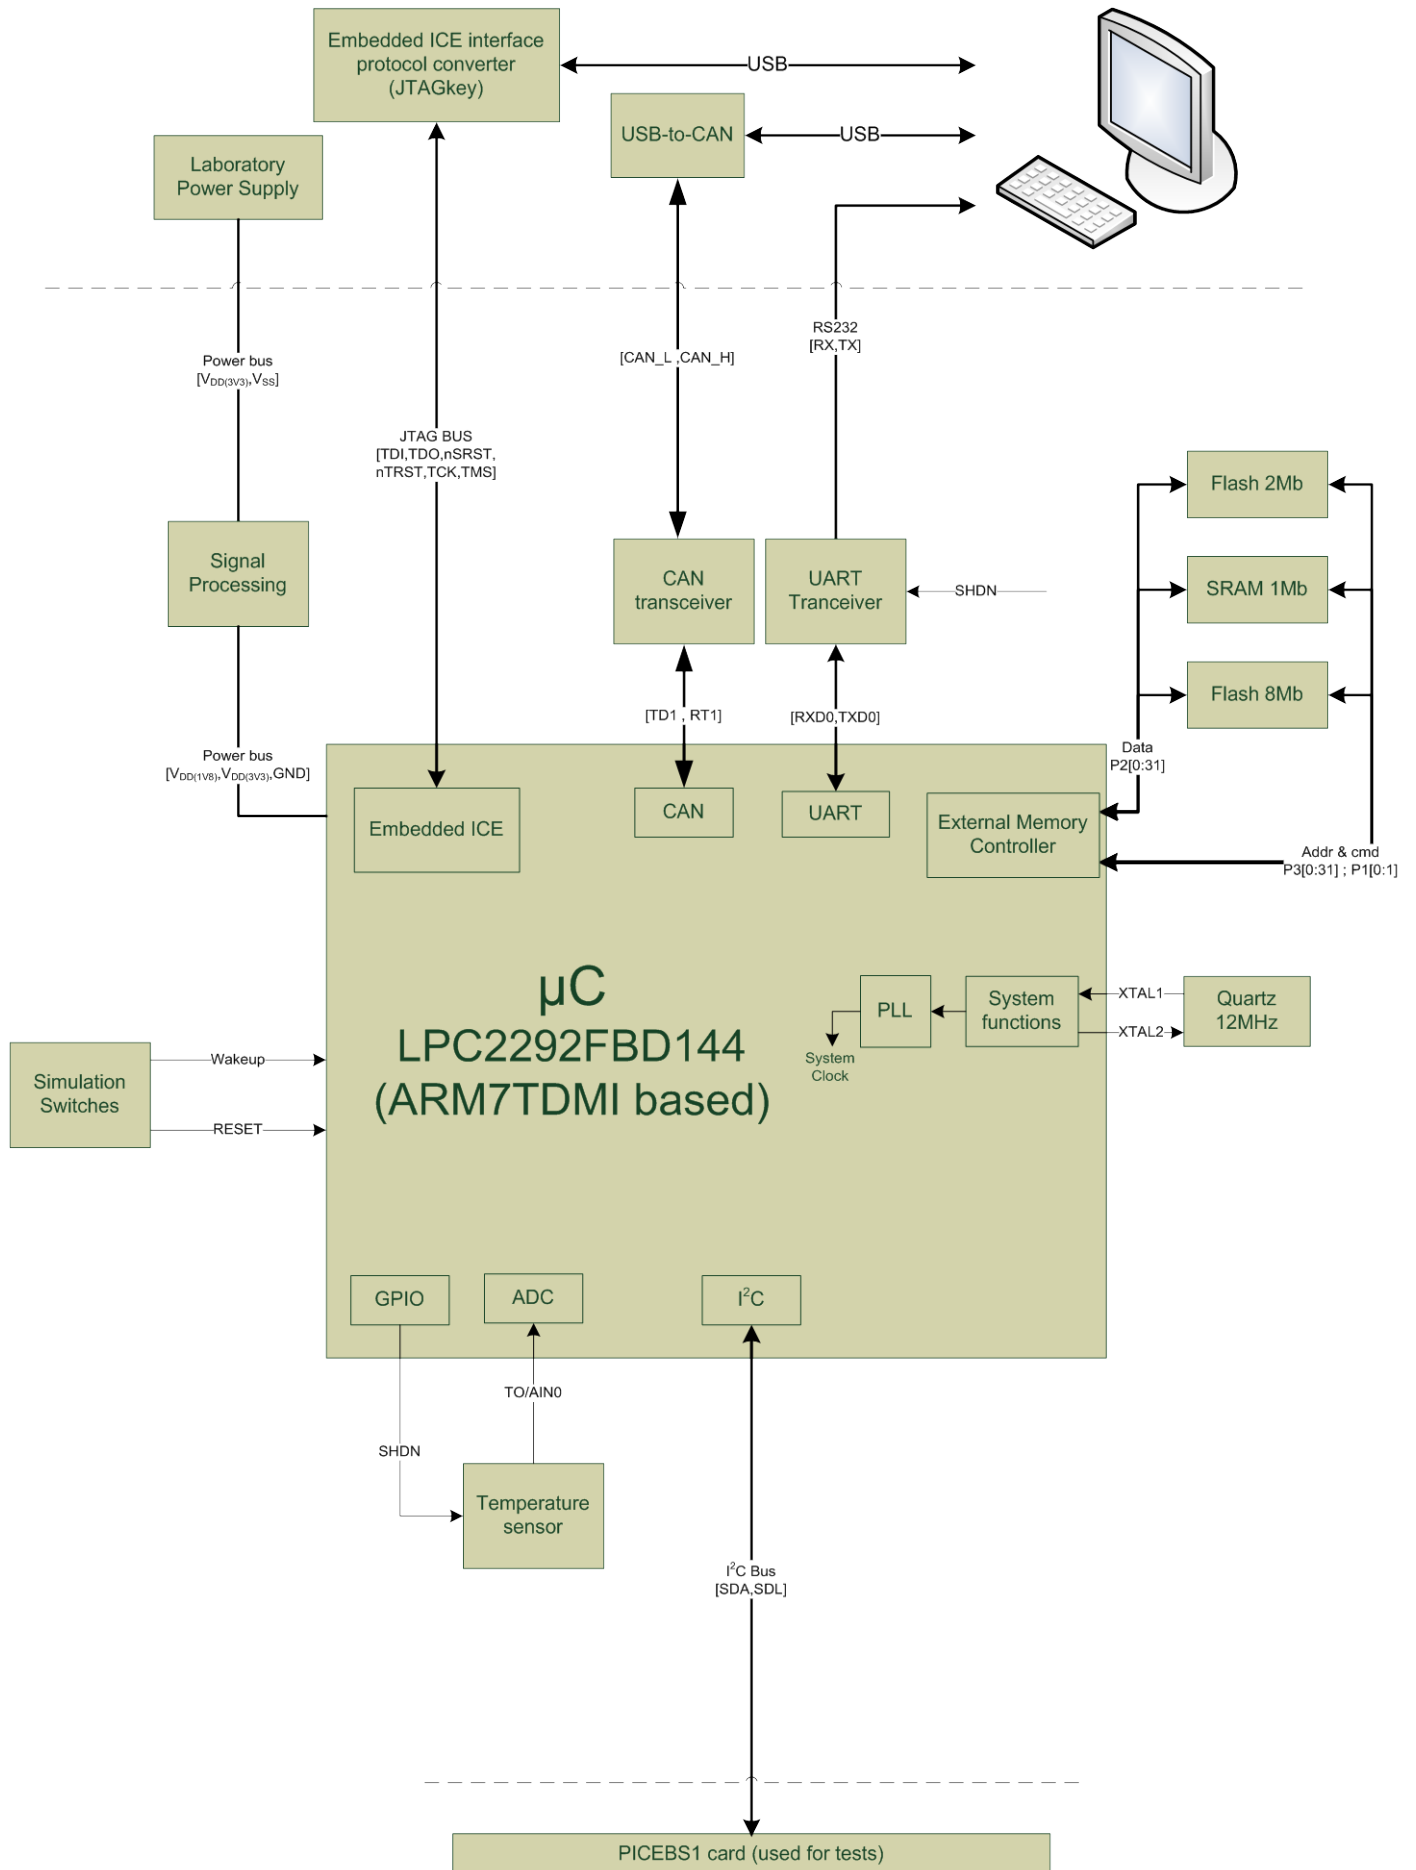 Embedded ICE interface
protocol converter
(JTAGkey)
USB
USB-to-CAN
USB
Laboratory
Power Supply
RS232
[RX,TX]
Power bus
[VDD(3V3),VSS]
[CAN_L ,CAN_H]
JTAG BUS
[TDI,TDO,nSRST,
nTRST,TCK,TMS]
Flash 2Mb
Signal
Processing
CAN
transceiver
UART
Tranceiver
SHDN
SRAM 1Mb
Flash 8Mb
[TD1 , RT1]
[RXD0,TXD0]
Power bus
[VDD(1V8),VDD(3V3),GND]
Data
P2[0:31]
Embedded ICE
CAN
UART
External Memory
Controller
Addr & cmd
P3[0:31] ; P1[0:1]
µC
LPC2292FBD144
(ARM7TDMI based)
PLL
System
functions
XTAL1
XTAL2
Quartz
12MHz
System
Clock
Simulation
Switches
Wakeup
RESET
GPIO
ADC
I²C
TO/AIN0
SHDN
Temperature
sensor
I²C Bus
[SDA,SDL]
PICEBS1 card (used for tests)